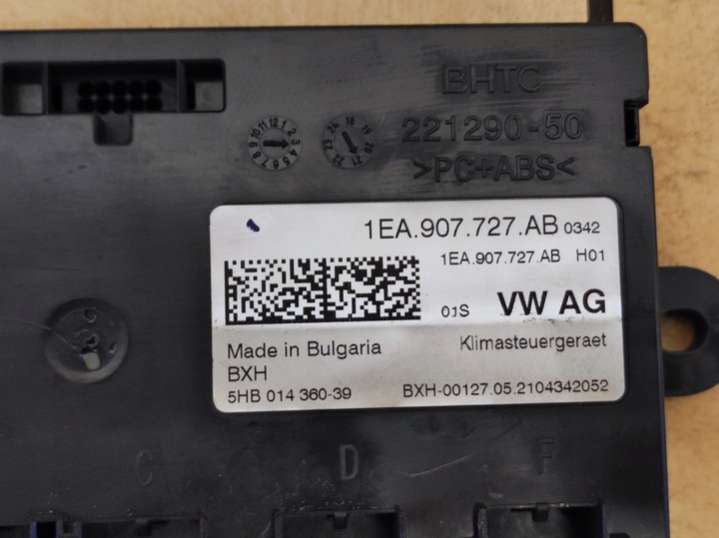 BHTC
221290-50
>PC+ABS<
1EA.907.727.AB 0342
1EA.907.727.AB H01
01S VW AG
Made in Bulgaria Klimasteuergeraet
BXH
5HB 014 360-39 BXH-00127.05.2104342052
C D F